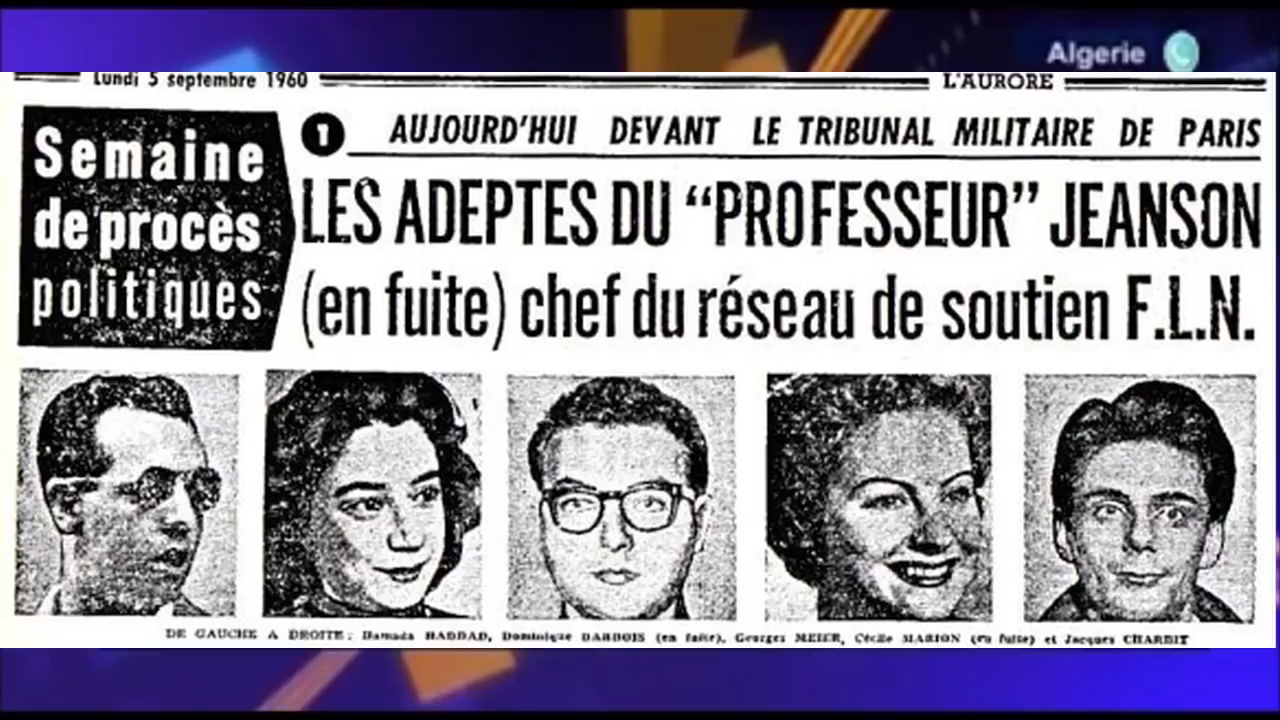 Algerie
Lundi 5 septembre 1960
L'AURORE
Semaine
de procès
politiques
1 AUJOURD'HUI DEVANT LE TRIBUNAL MILITAIRE DE PARIS
LES ADEPTES DU “PROFESSEUR” JEANSON
(en fuite) chef du réseau de soutien F.L.N.
DE GAUCHE A DROITE : Hamada HADDAD, Dominique DARBOIS (en fuite), Georges MEIER, Cécile MARION (en fuite) et Jacques CHARBIT